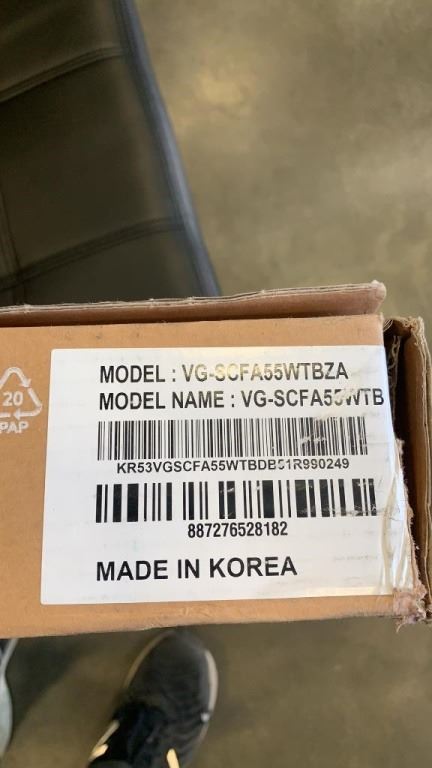 MODEL : VG-SCFA55WTBZA
MODEL NAME : VG-SCFA55WTB
KR53VGSCFA55WTBDB51R990249
887276528182
MADE IN KOREA
20
PAP